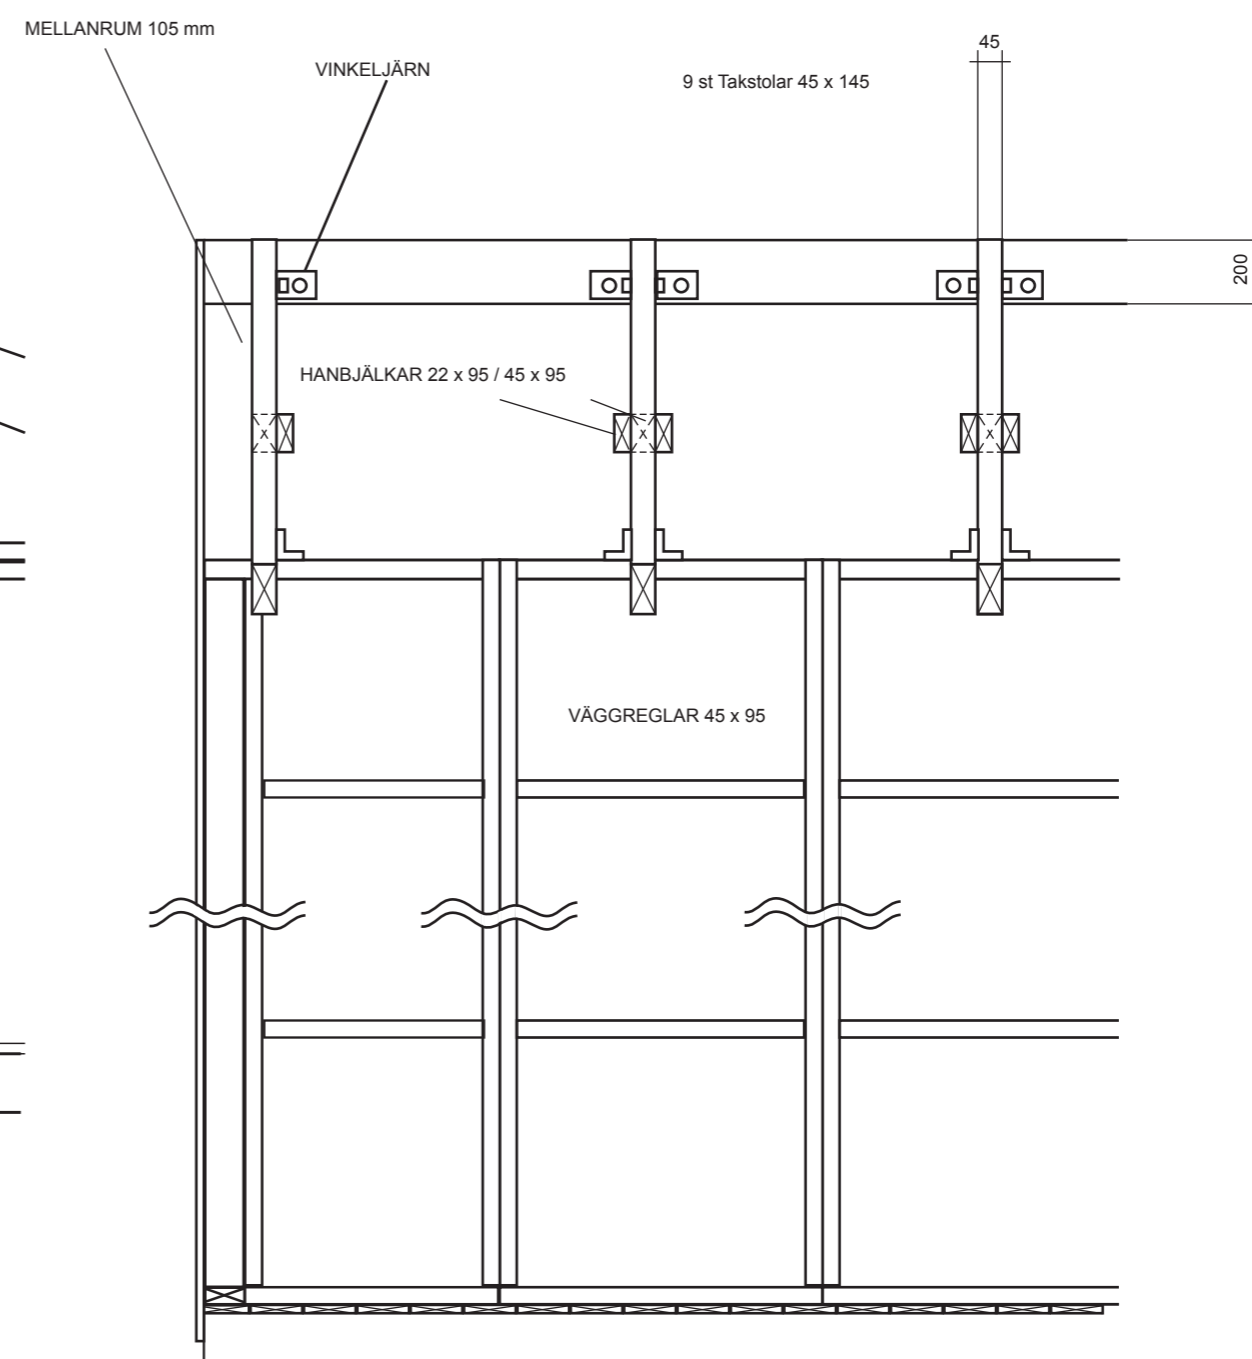 MELLANRUM 105 mm
VINKELJÄRN
45
9 st Takstolar 45 x 145
200
HANBJÄLKAR 22 x 95 / 45 x 95
x
x
x
VÄGGREGLAR 45 x 95